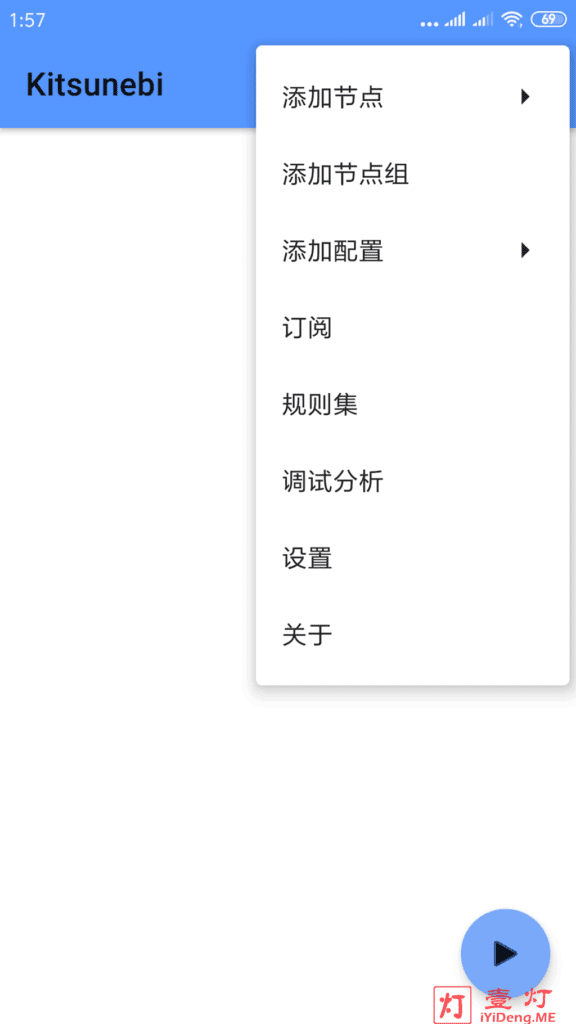 1:57
69
Kitsunebi
添加节点
添加节点组
添加配置
订阅
规则集
调试分析
设置
关于
灯 壹灯
iYiDeng.ME